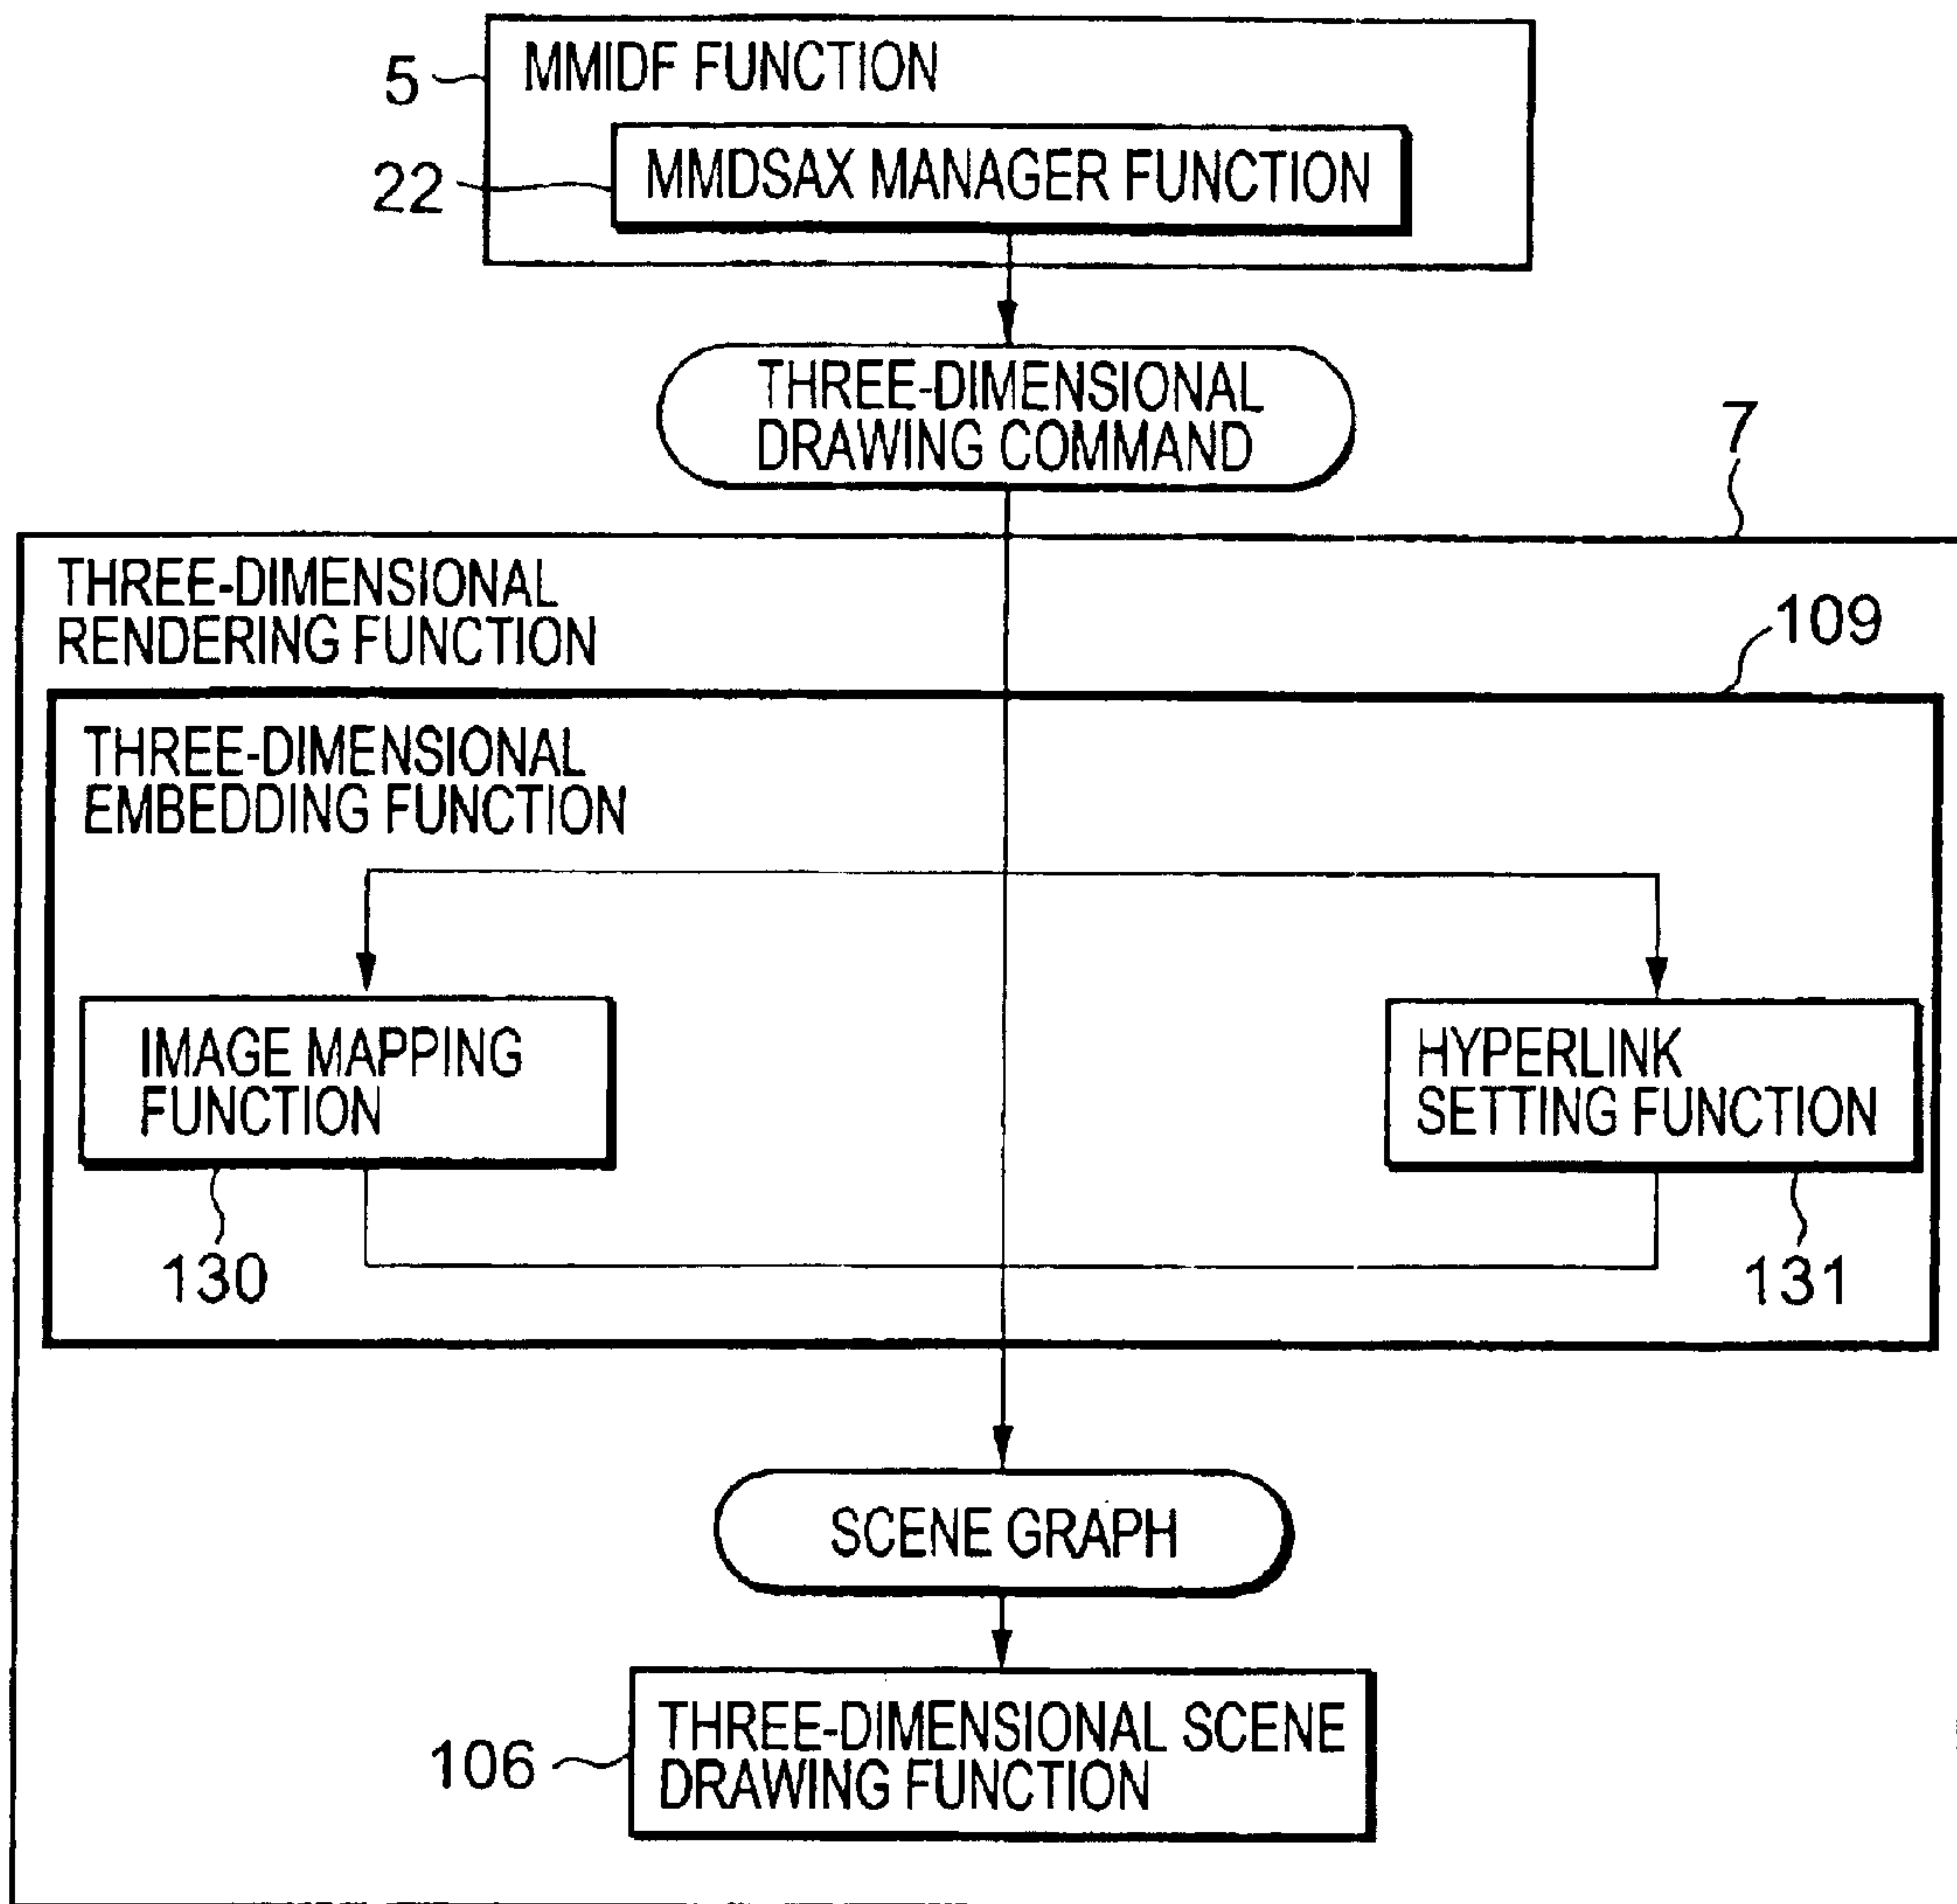 5
MMIDF FUNCTION
22
MMDSAX MANAGER FUNCTION
THREE-DIMENSIONAL
DRAWING COMMAND
7
THREE-DIMENSIONAL
RENDERING FUNCTION
109
THREE-DIMENSIONAL
EMBEDDING FUNCTION
IMAGE MAPPING
FUNCTION
HYPERLINK
SETTING FUNCTION
130
131
SCENE GRAPH
106
THREE-DIMENSIONAL SCENE
DRAWING FUNCTION